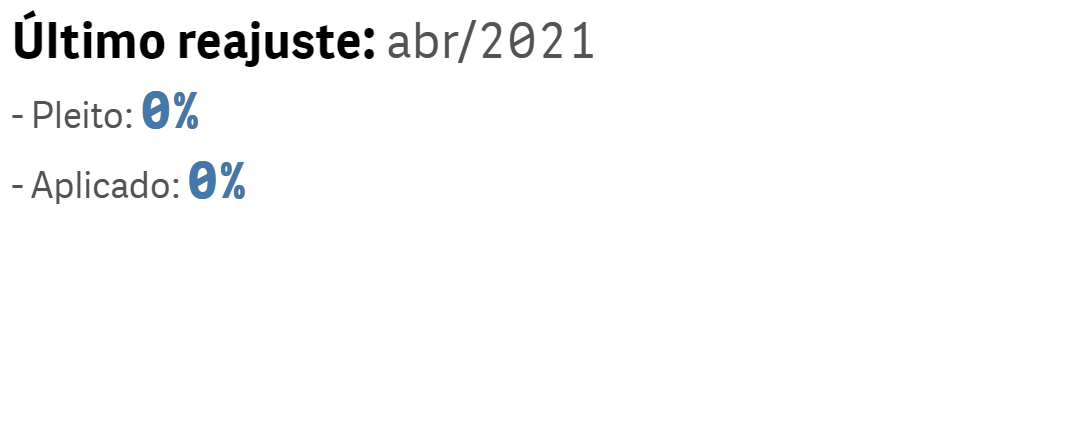 Último reajuste: abr/2021
- Pleito: 0%
- Aplicado: 0%